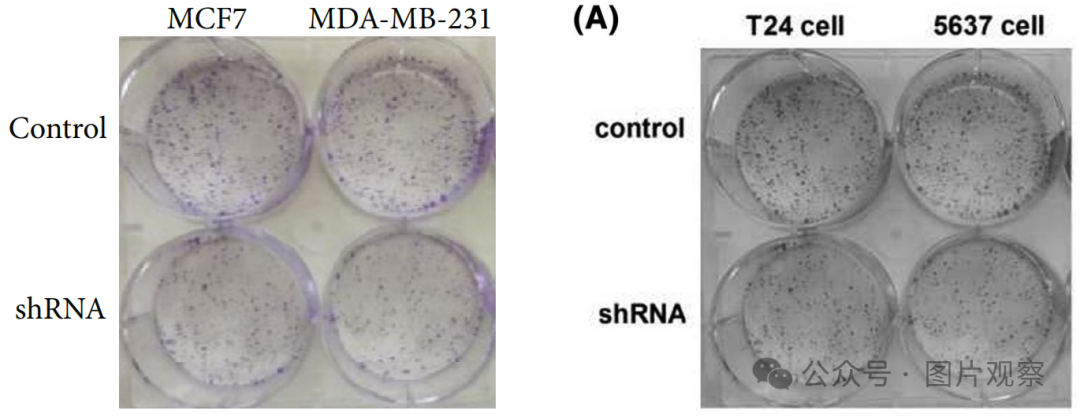 MCF7 MDA-MB-231
Control
shRNA
(A) T24 cell 5637 cell
control
shRNA
公众号 · 图片观察